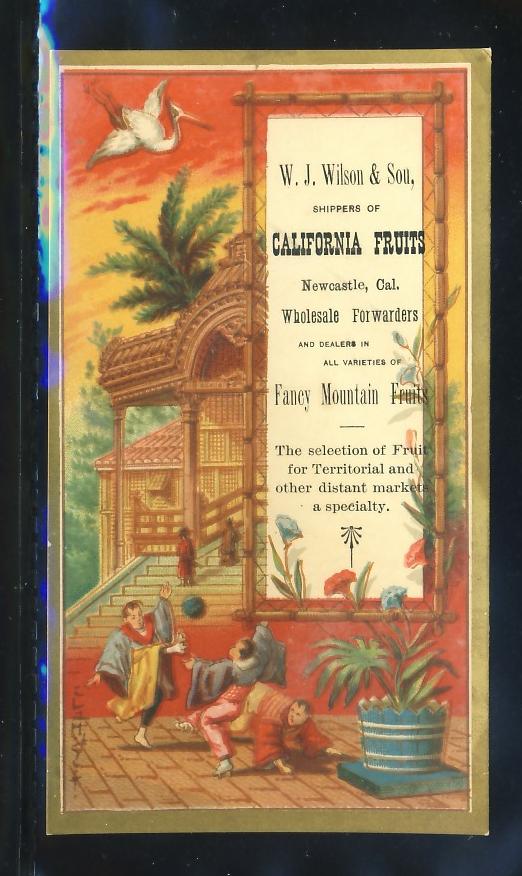 W. J. Wilson & Son,
SHIPPERS OF
CALIFORNIA FRUITS
Newcastle, Cal.
Wholesale Forwarders
AND DEALERS IN
ALL VARIETIES OF
Fancy Mountain Fruits
The selection of Fruit
for Territorial and
other distant markets
a specialty.